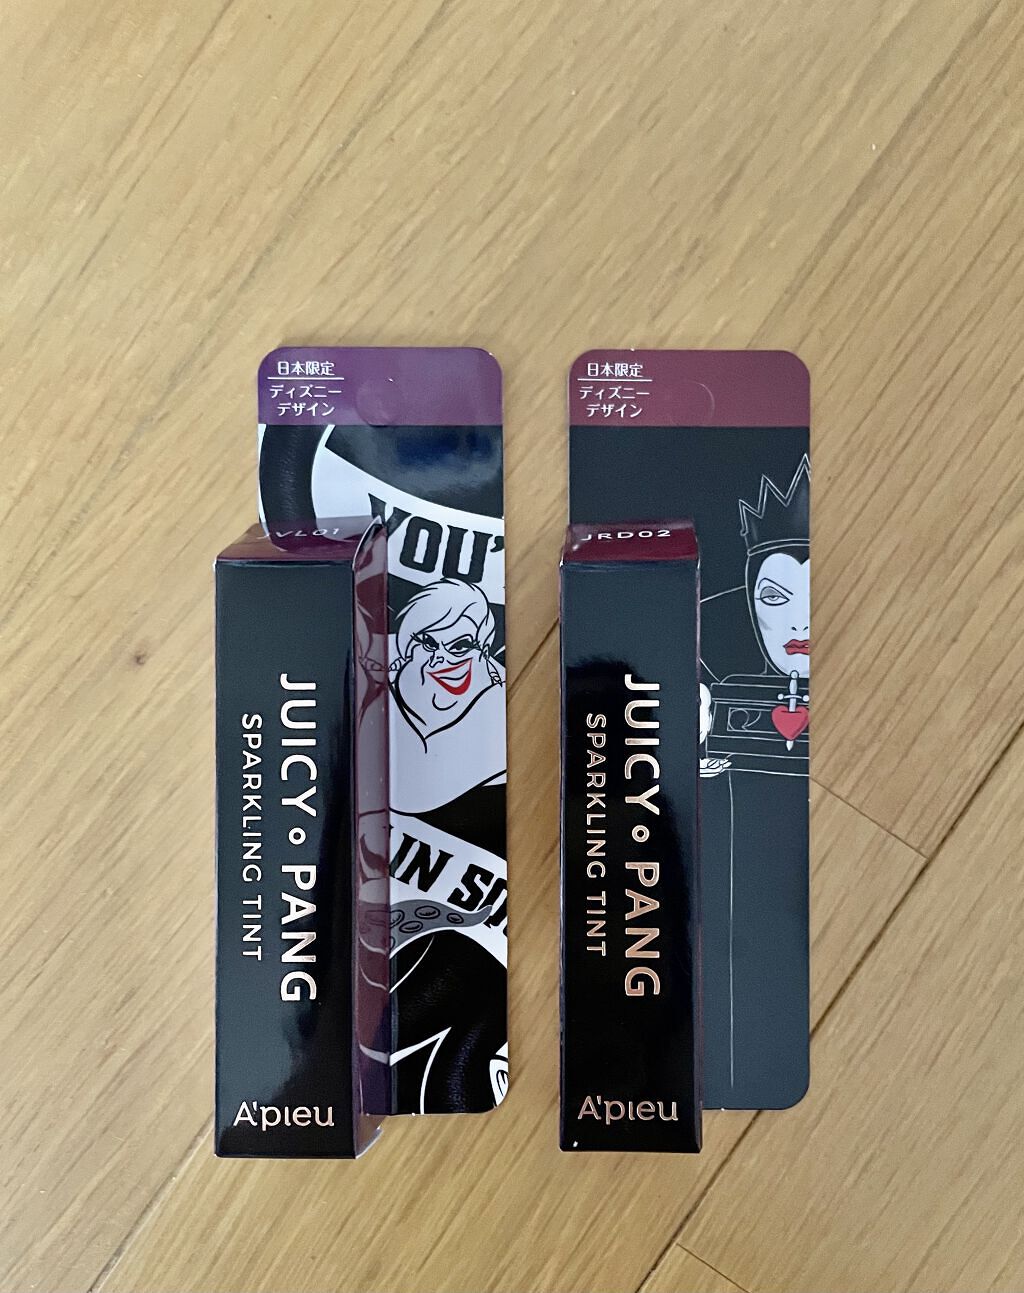 日本限定
ディズニー
デザイン
JVL01
YOU'
IN SO
JUICY PANG
SPARKLING TINT
A'pieu
日本限定
ディズニー
デザイン
JRD02
JUICY PANG
SPARKLING TINT
A'pieu